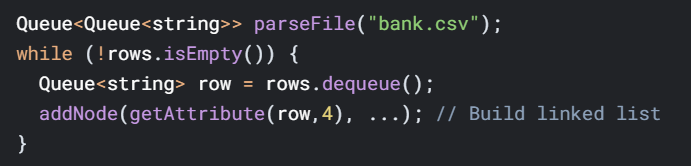 Queue<Queue<string>> parseFile("bank.csv");
while (!rows.isEmpty()) {
  Queue<string> row = rows.dequeue();
  addNode(getAttribute(row,4), ...); // Build linked list
}